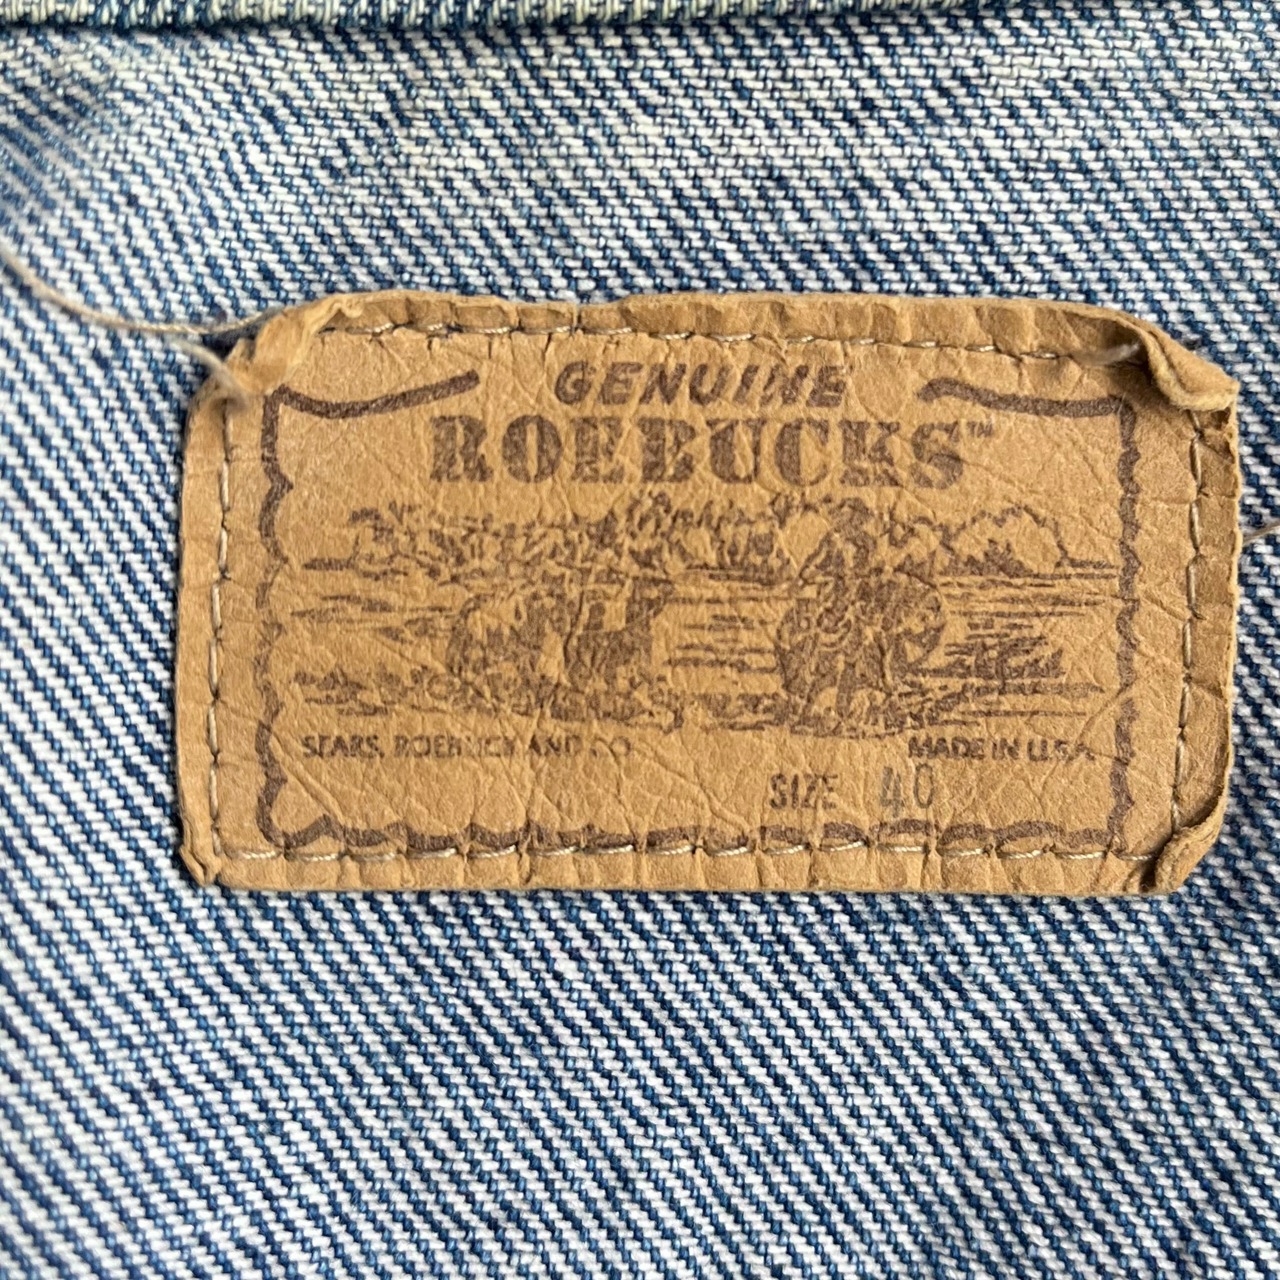 GENUINE
ROEBUCKS™
SEARS, ROEBUCK AND CO.
MADE IN U.S.A.
SIZE 40